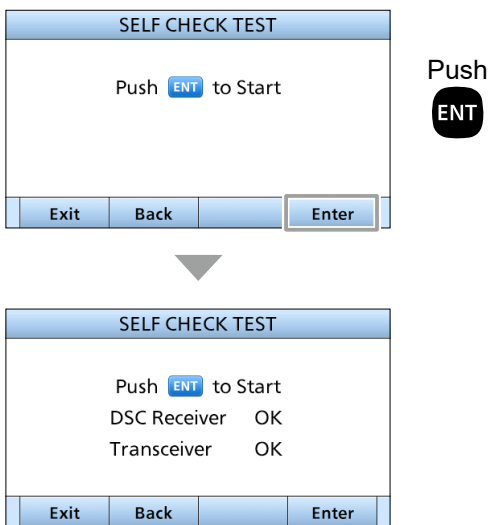 SELF CHECK TEST
Push ENT to Start
Push
ENT
Exit Back Enter
SELF CHECK TEST
Push ENT to Start
DSC Receiver OK
Transceiver OK
Exit Back Enter